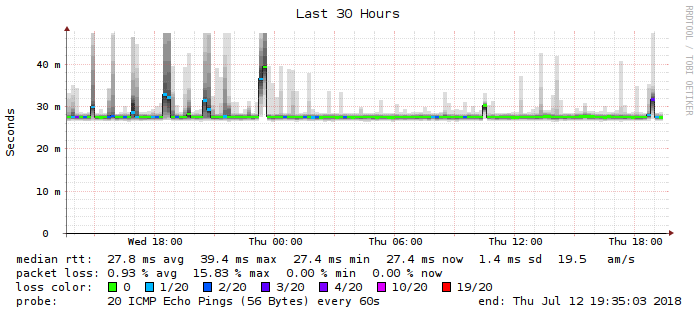 Last 30 Hours
RRDTOOL / TOBI OETIKER
Seconds
40 m
30 m
20 m
10 m
0
Wed 18:00 Thu 00:00 Thu 06:00 Thu 12:00 Thu 18:00
median rtt: 27.8 ms avg 39.4 ms max 27.4 ms min 27.4 ms now 1.4 ms sd 19.5 am/s
packet loss: 0.93 % avg 15.83 % max 0.00 % min 0.00 % now
loss color: 0 1/20 2/20 3/20 4/20 10/20 19/20
probe: 20 ICMP Echo Pings (56 Bytes) every 60s end: Thu Jul 12 19:35:03 2018